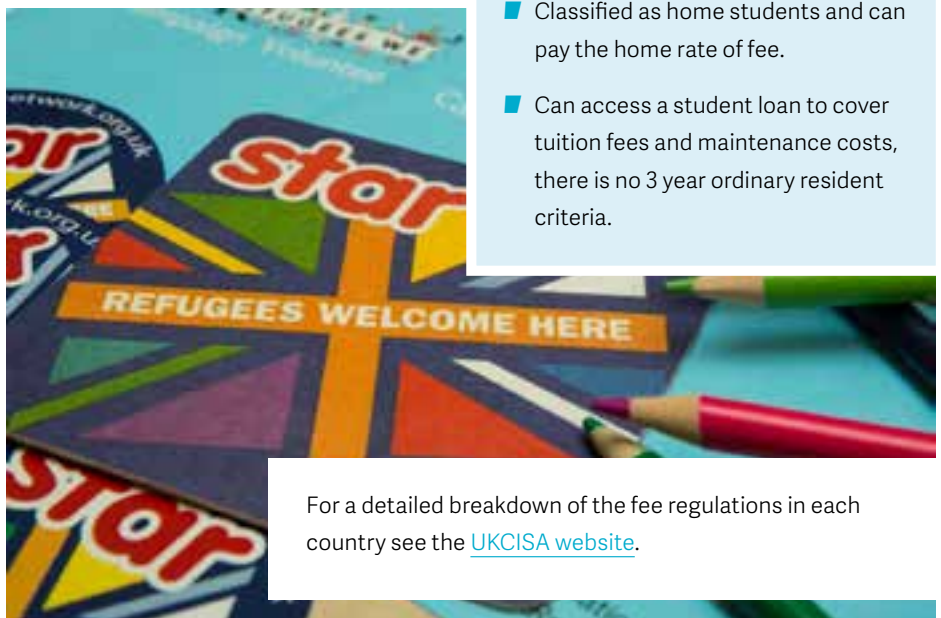 Classified as home students and can
pay the home rate of fee.
Can access a student loan to cover
tuition fees and maintenance costs,
there is no 3 year ordinary resident
criteria.
star
REFUGEES WELCOME HERE
star
For a detailed breakdown of the fee regulations in each
country see the UKCISA website.